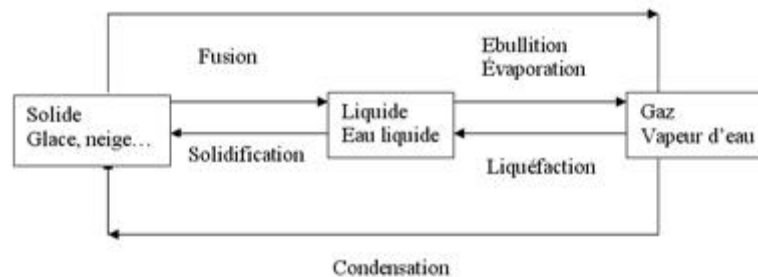 Fusion
Ebullition
Évaporation
Solide
Glace, neige…
Liquide
Eau liquide
Gaz
Vapeur d’eau
Solidification
Liquéfaction
Condensation